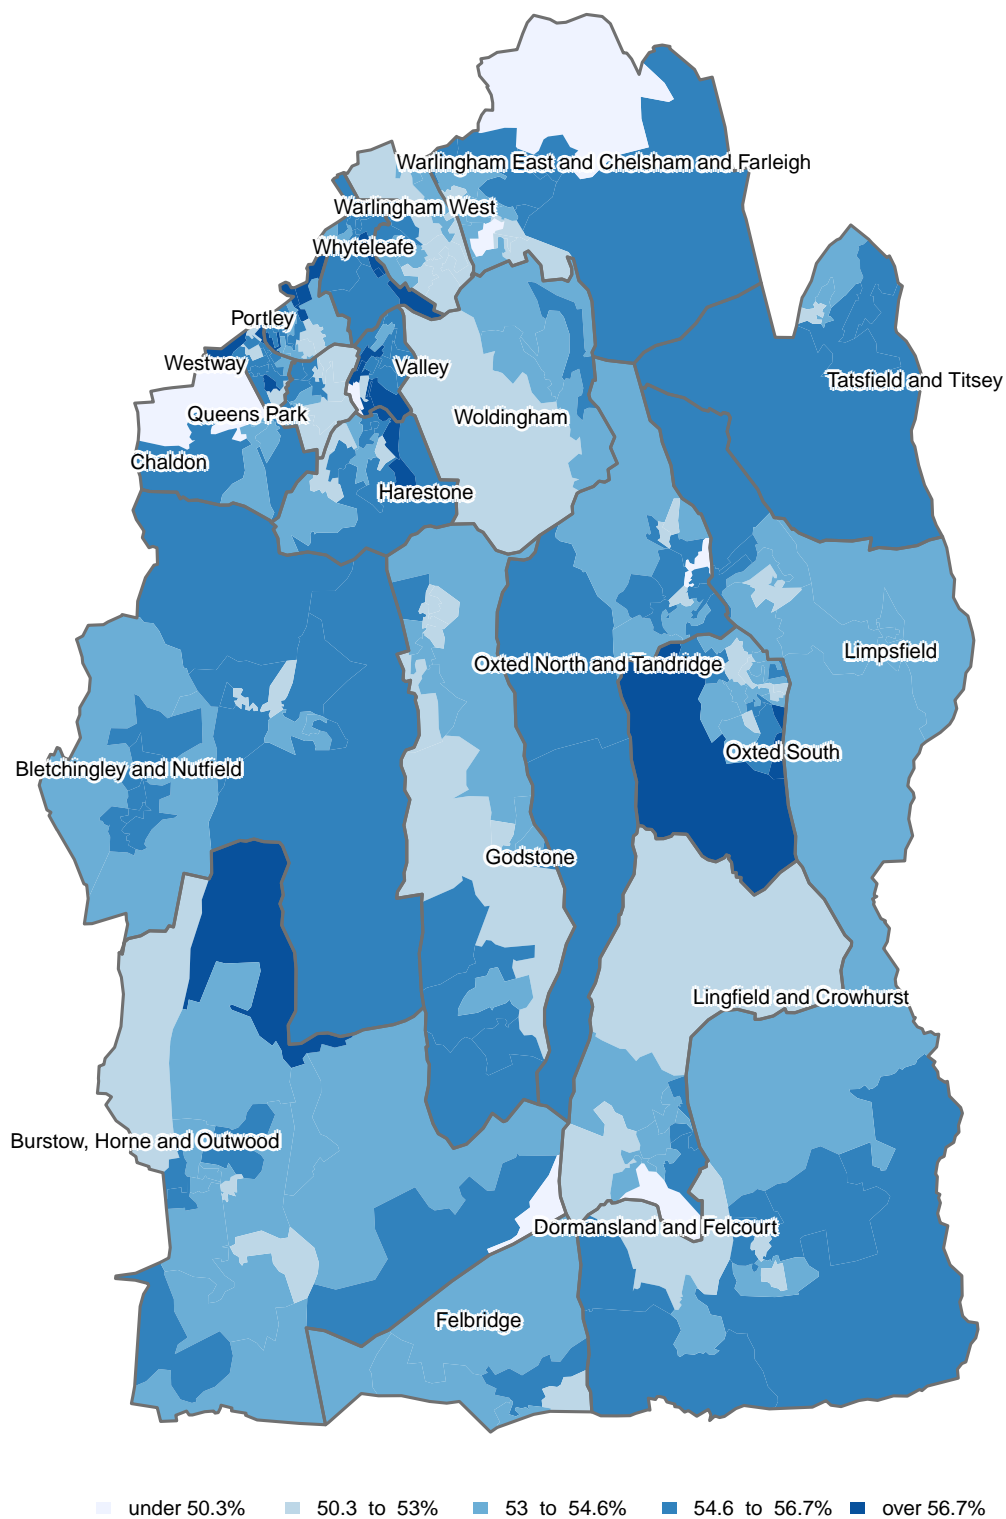 Warlingham East and Chelsham and Farleigh
Warlingham West
Whyteleafe
Portley
Westway
Valley
Tatsfield and Titsey
Queens Park
Woldingham
Chaldon
Harestone
Limpsfield
Oxted North and Tandridge
Oxted South
Bletchingley and Nutfield
Godstone
Lingfield and Crowhurst
Burstow, Horne and Outwood
Dormansland and Felcourt
Felbridge
under 50.3% 50.3 to 53% 53 to 54.6% 54.6 to 56.7% over 56.7%